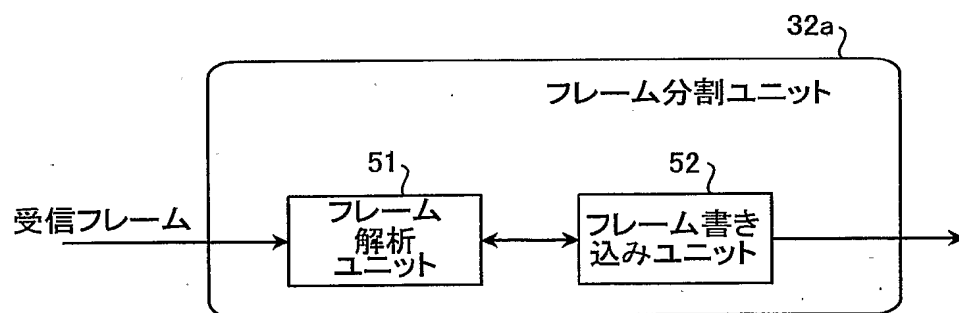 32a
フレーム分割ユニット
51
52
受信フレーム
フレーム
解析
ユニット
フレーム書き
込みユニット